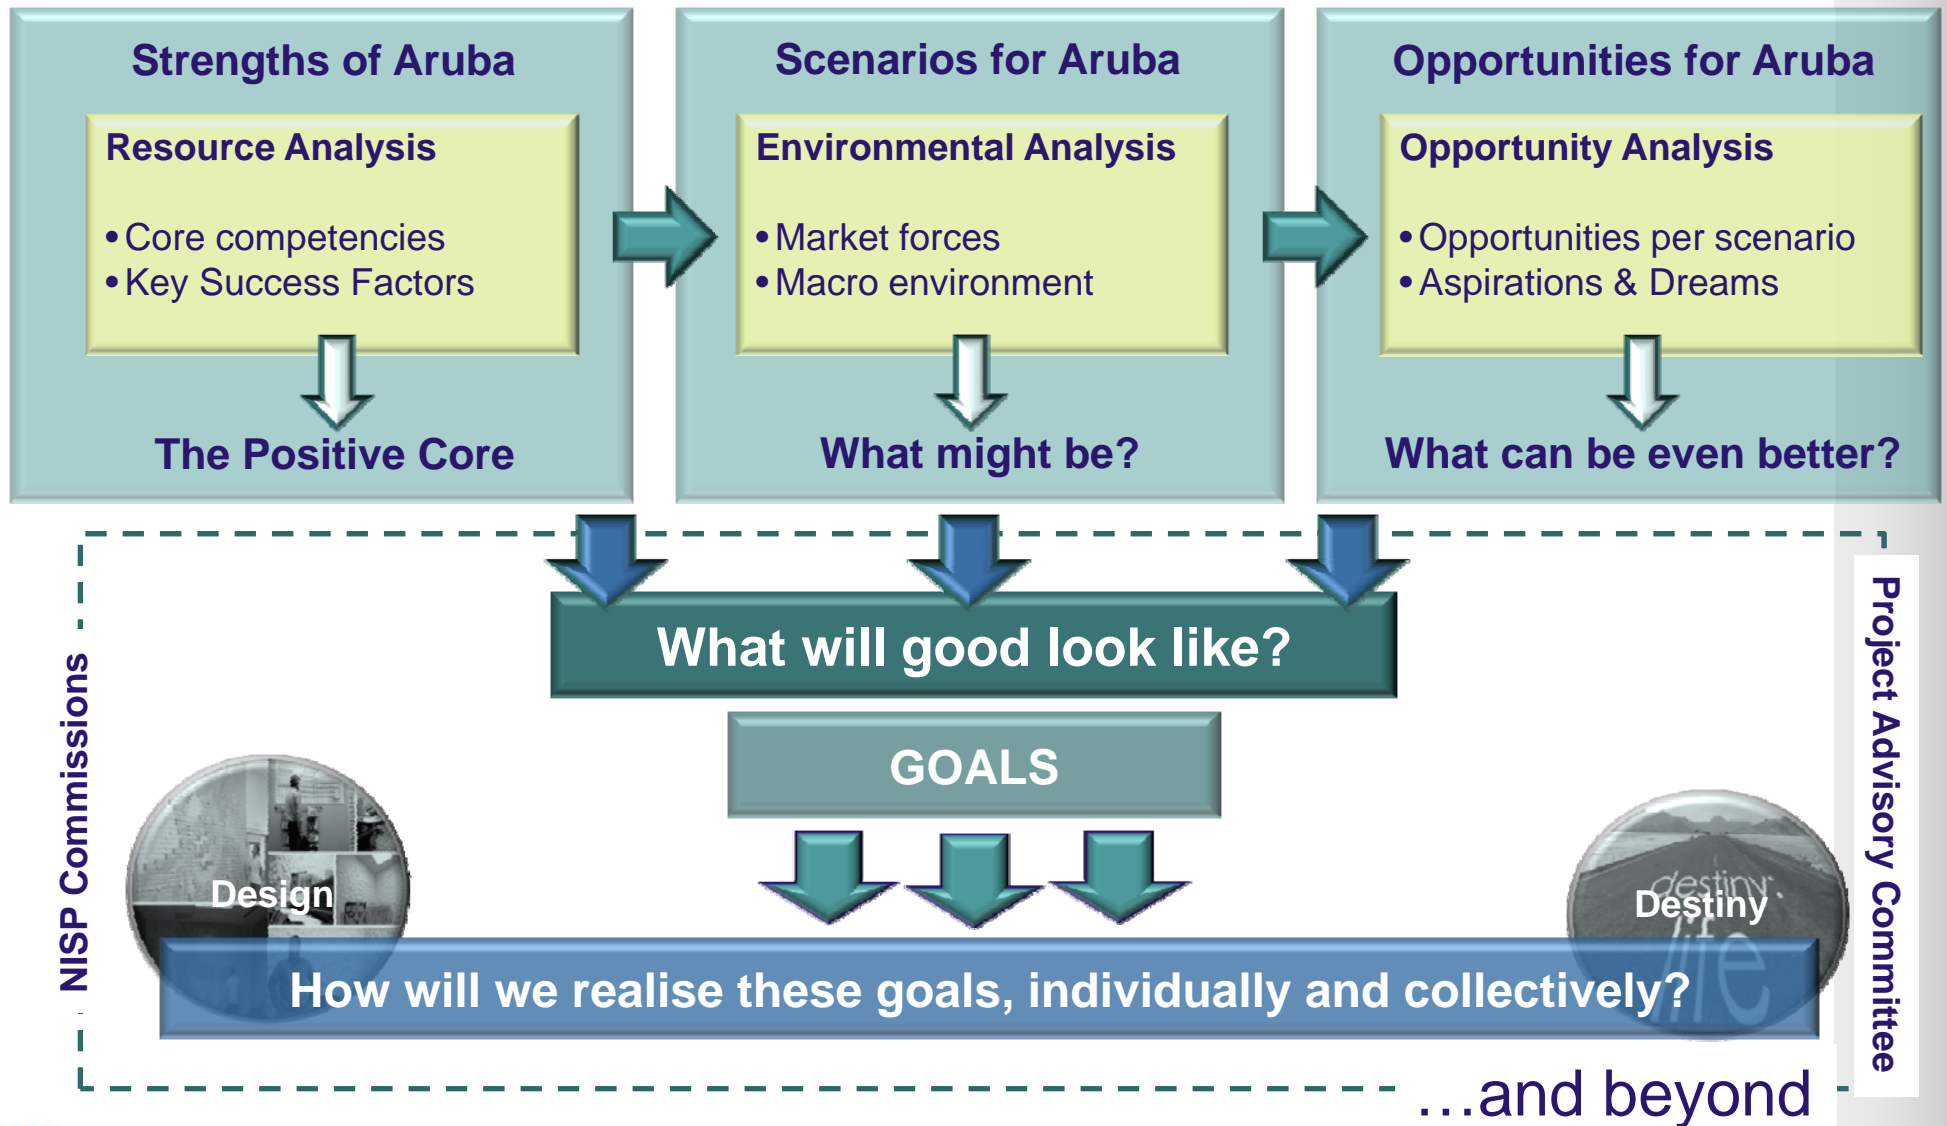 Strengths of Aruba
Resource Analysis
•Core competencies
•Key Success Factors
The Positive Core
Scenarios for Aruba
Environmental Analysis
•Market forces
•Macro environment
What might be?
Opportunities for Aruba
Opportunity Analysis
•Opportunities per scenario
•Aspirations & Dreams
What can be even better?
What will good look like?
GOALS
NISP Commissions
Project Advisory Committee
Design
destiny.
Destiny
life
How will we realise these goals, individually and collectively?
...and beyond